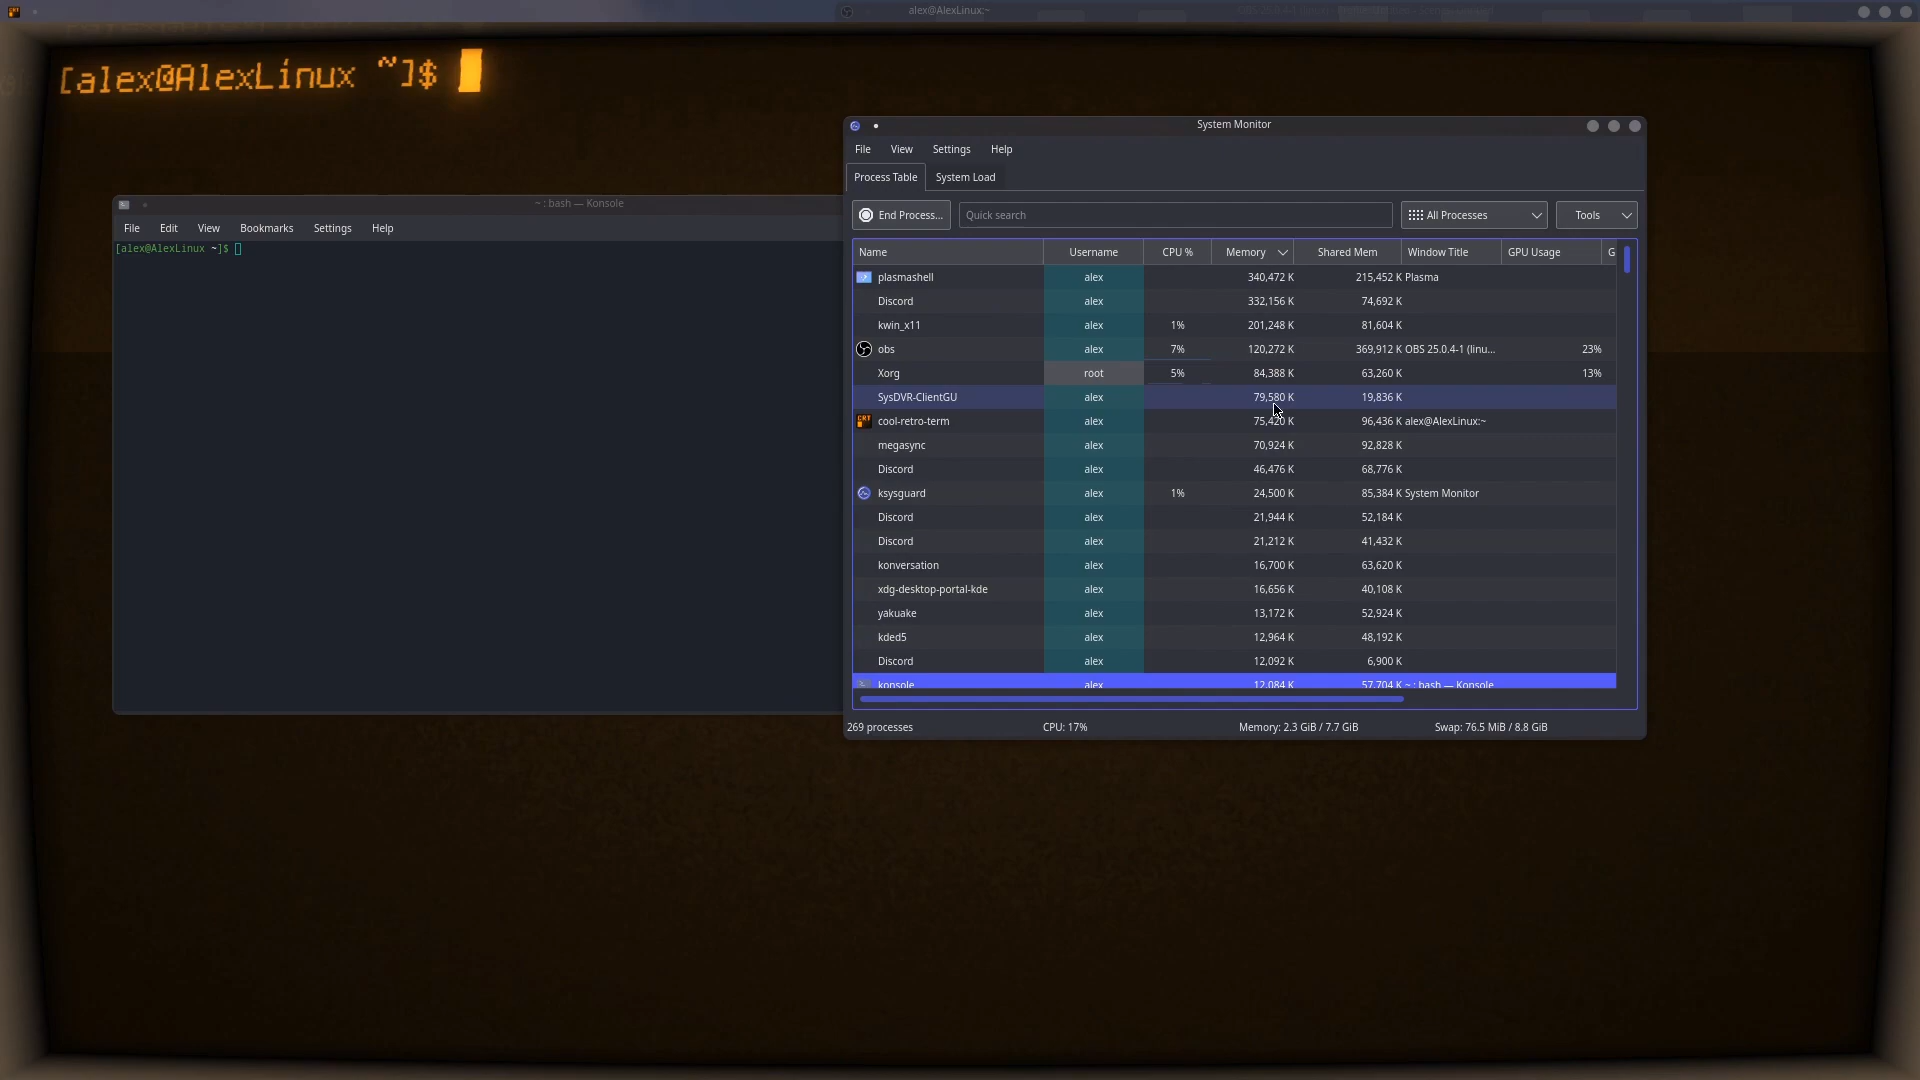 alex@AlexLinux:~
[alex@AlexLinux ~]$
System Monitor
File View Settings Help
Process Table System Load
End Process... Quick search All Processes Tools
Name Username CPU % Memory Shared Mem Window Title GPU Usage G
plasmashell alex 340,472 K 215,452 K Plasma
Discord alex 332,156 K 74,692 K
kwin_x11 alex 1% 201,248 K 81,604 K
obs alex 7% 120,272 K 369,912 K OBS 25.0.4-1 (linu... 23%
Xorg root 5% 84,388 K 63,260 K 13%
SysDVR-ClientGU alex 79,580 K 19,836 K
CRT cool-retro-term alex 75,420 K 96,436 K alex@AlexLinux:~
megasync alex 70,924 K 92,828 K
Discord alex 46,476 K 68,776 K
ksysguard alex 1% 24,500 K 85,384 K System Monitor
Discord alex 21,944 K 52,184 K
Discord alex 21,212 K 41,432 K
konversation alex 16,700 K 63,620 K
xdg-desktop-portal-kde alex 16,656 K 40,108 K
yakuake alex 13,172 K 52,924 K
kded5 alex 12,964 K 48,192 K
Discord alex 12,092 K 6,900 K
konsole alex 12,084 K 57,704 K ~ : bash — Konsole
269 processes CPU: 17% Memory: 2.3 GiB / 7.7 GiB Swap: 76.5 MiB / 8.8 GiB
~ : bash — Konsole
File Edit View Bookmarks Settings Help
[alex@AlexLinux ~]$